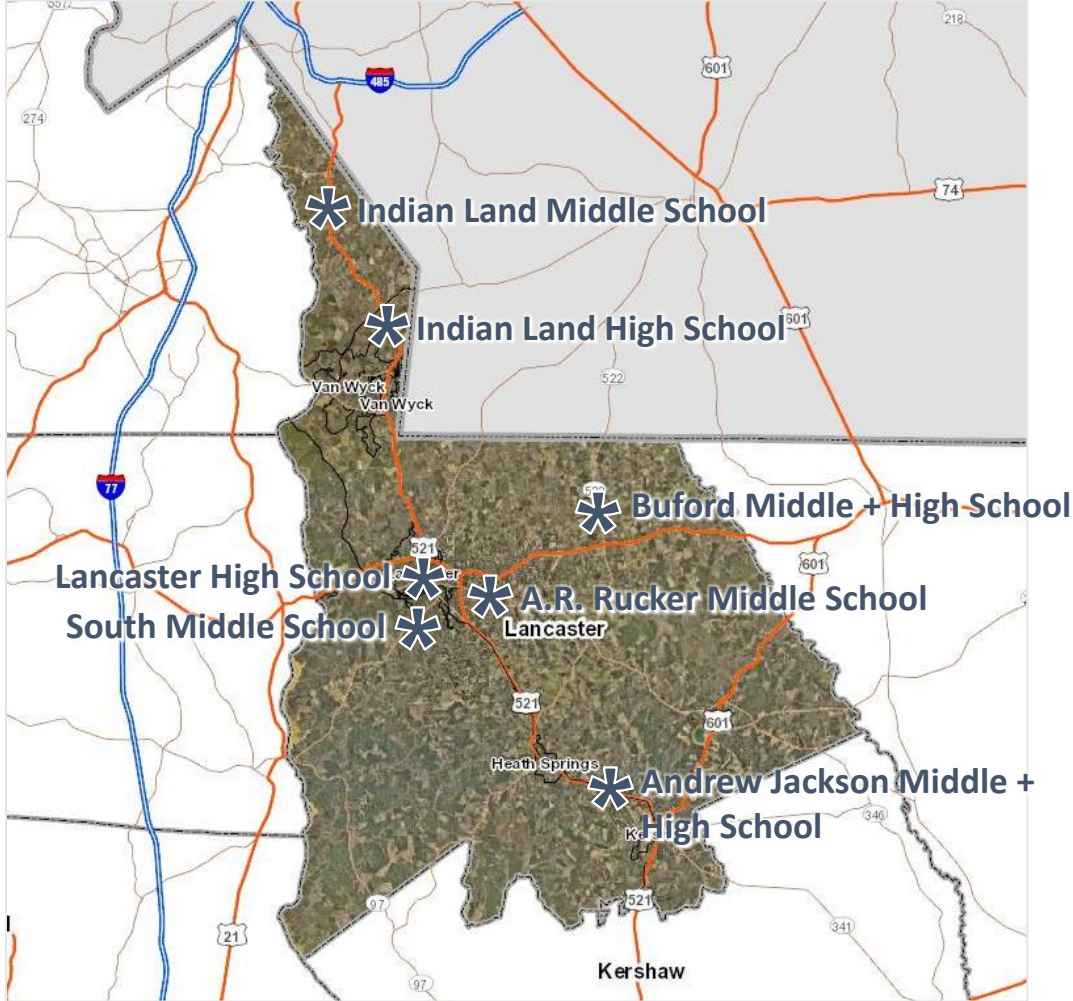 557
218
601
485
274
74
Indian Land Middle School
Indian Land High School
601
522
Van Wyck
Van Wyck
77
Buford Middle + High School
521
601
Lancaster High School
A.R. Rucker Middle School
South Middle School
Lancaster
521
601
Heath Springs
Andrew Jackson Middle +
High School
346
97
521
21
341
97
Kershaw